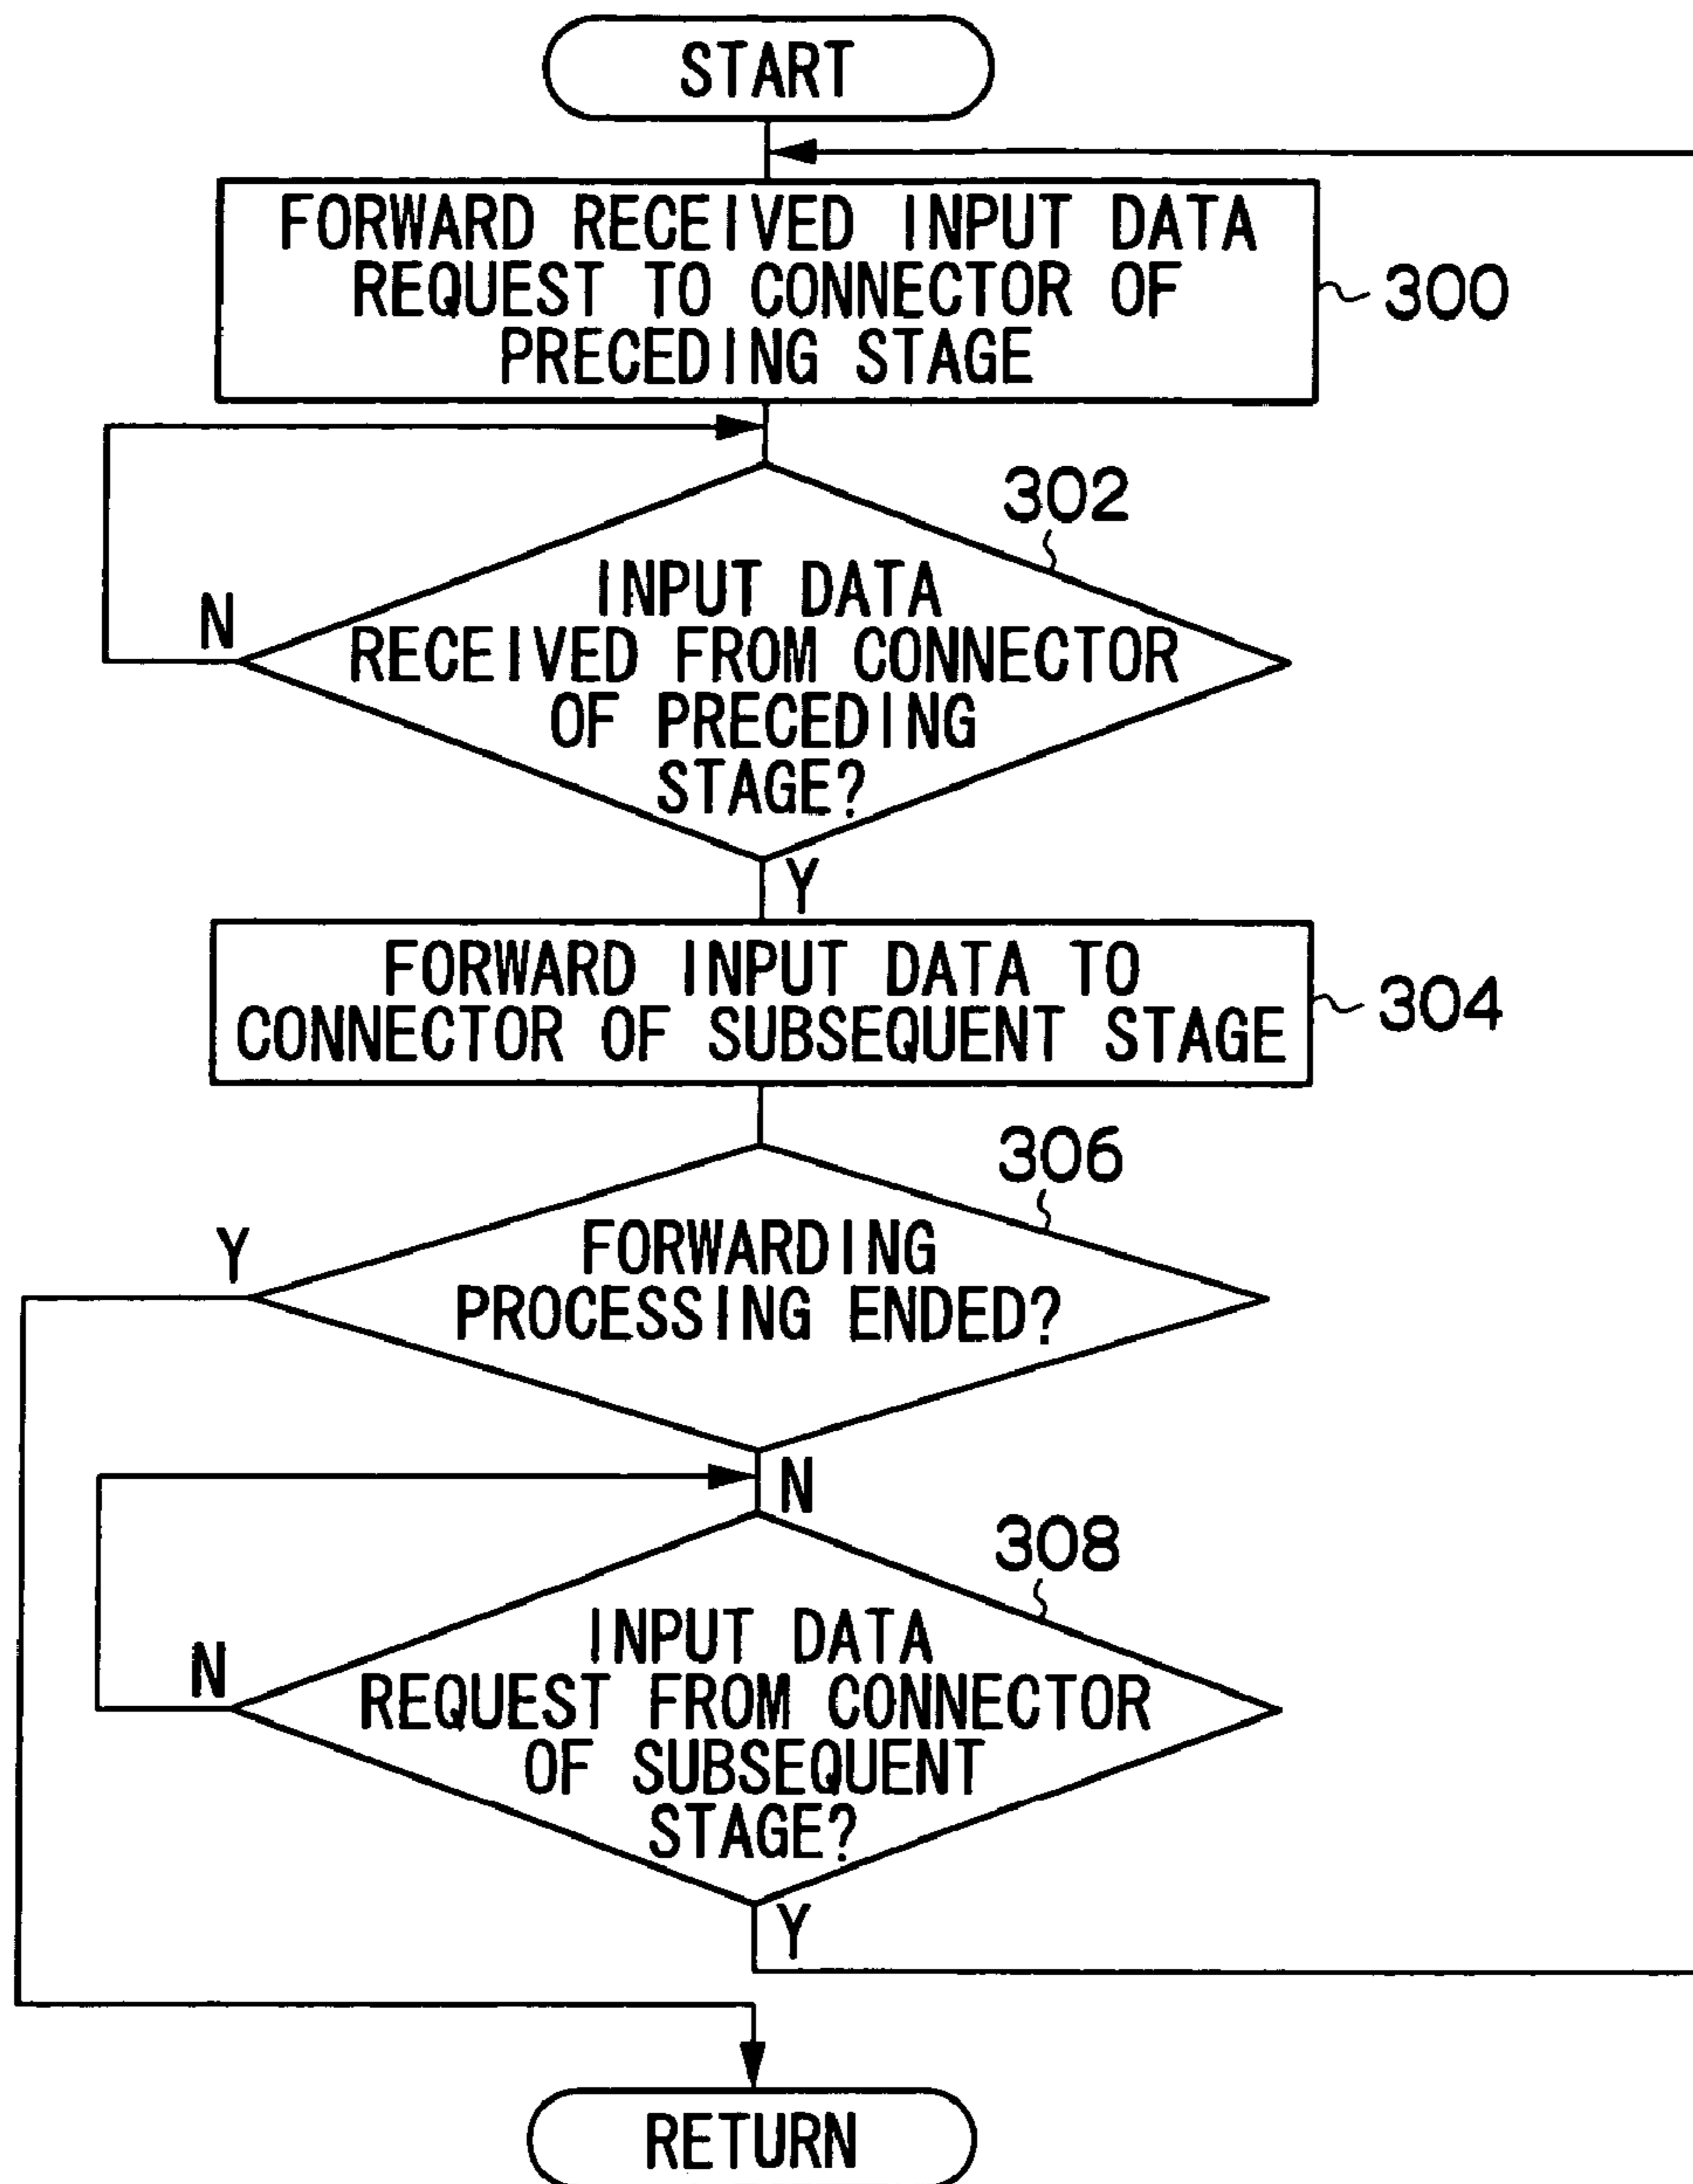 START
FORWARD RECEIVED INPUT DATA
REQUEST TO CONNECTOR OF
PRECEDING STAGE
300
302
INPUT DATA
RECEIVED FROM CONNECTOR
OF PRECEDING
STAGE?
N
Y
FORWARD INPUT DATA TO
CONNECTOR OF SUBSEQUENT STAGE
304
306
FORWARDING
PROCESSING ENDED?
Y
N
308
INPUT DATA
REQUEST FROM CONNECTOR
OF SUBSEQUENT
STAGE?
N
Y
RETURN